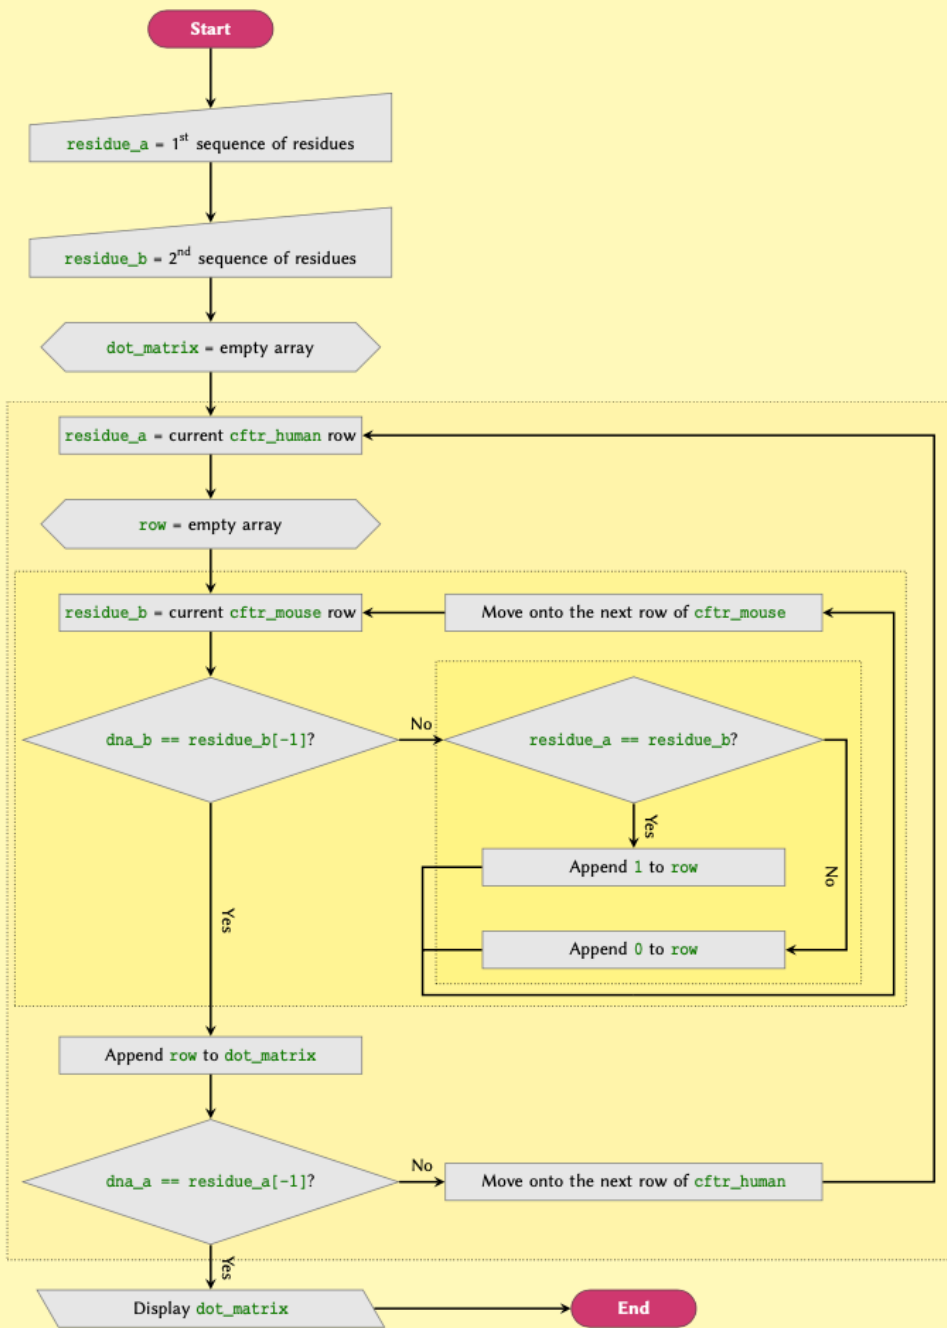 Start
residue_a = 1st sequence of residues
residue_b = 2nd sequence of residues
dot_matrix = empty array
residue_a = current cftr_human row
row = empty array
residue_b = current cftr_mouse row
Move onto the next row of cftr_mouse
dna_b == residue_b[-1]?
No
residue_a == residue_b?
Yes
No
Append 1 to row
Append 0 to row
Yes
Append row to dot_matrix
dna_a == residue_a[-1]?
No
Move onto the next row of cftr_human
Yes
Display dot_matrix
End